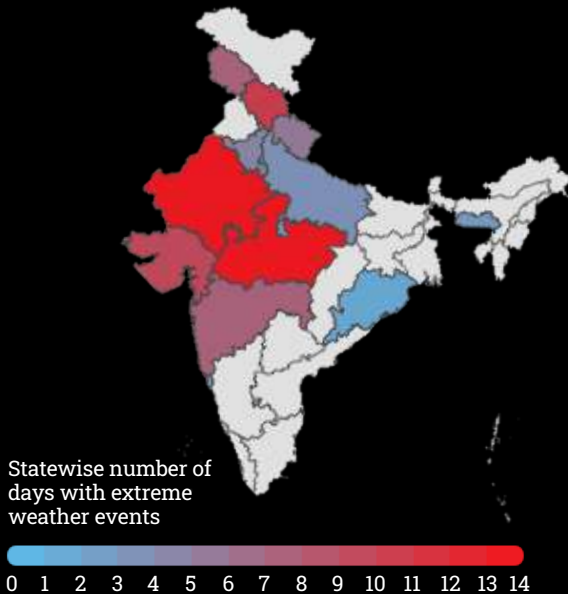 Statewise number of
days with extreme
weather events
0 1 2 3 4 5 6 7 8 9 10 11 12 13 14